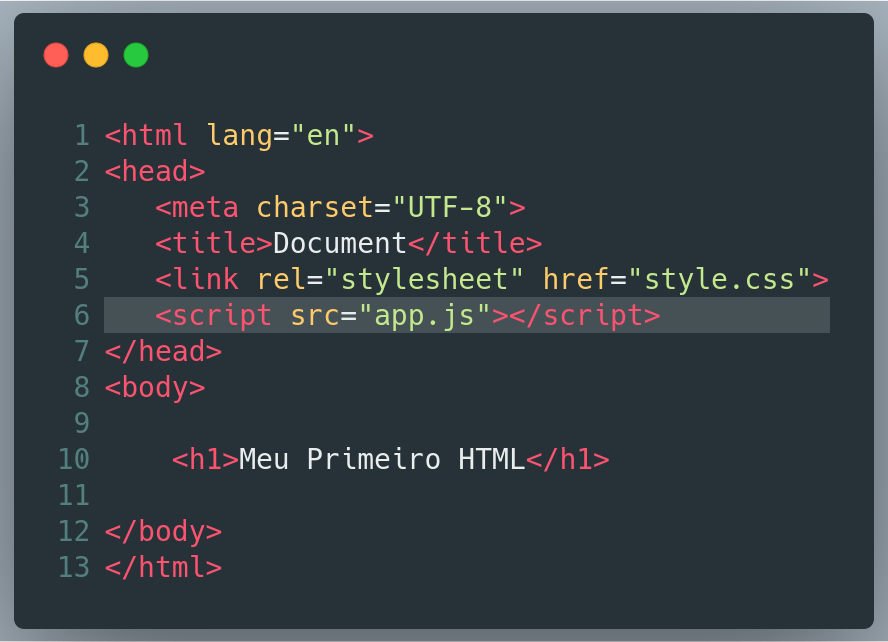 1 <html lang="en">
2 <head>
3    <meta charset="UTF-8">
4    <title>Document</title>
5    <link rel="stylesheet" href="style.css">
6    <script src="app.js"></script>
7 </head>
8 <body>
9
10     <h1>Meu Primeiro HTML</h1>
11
12 </body>
13 </html>